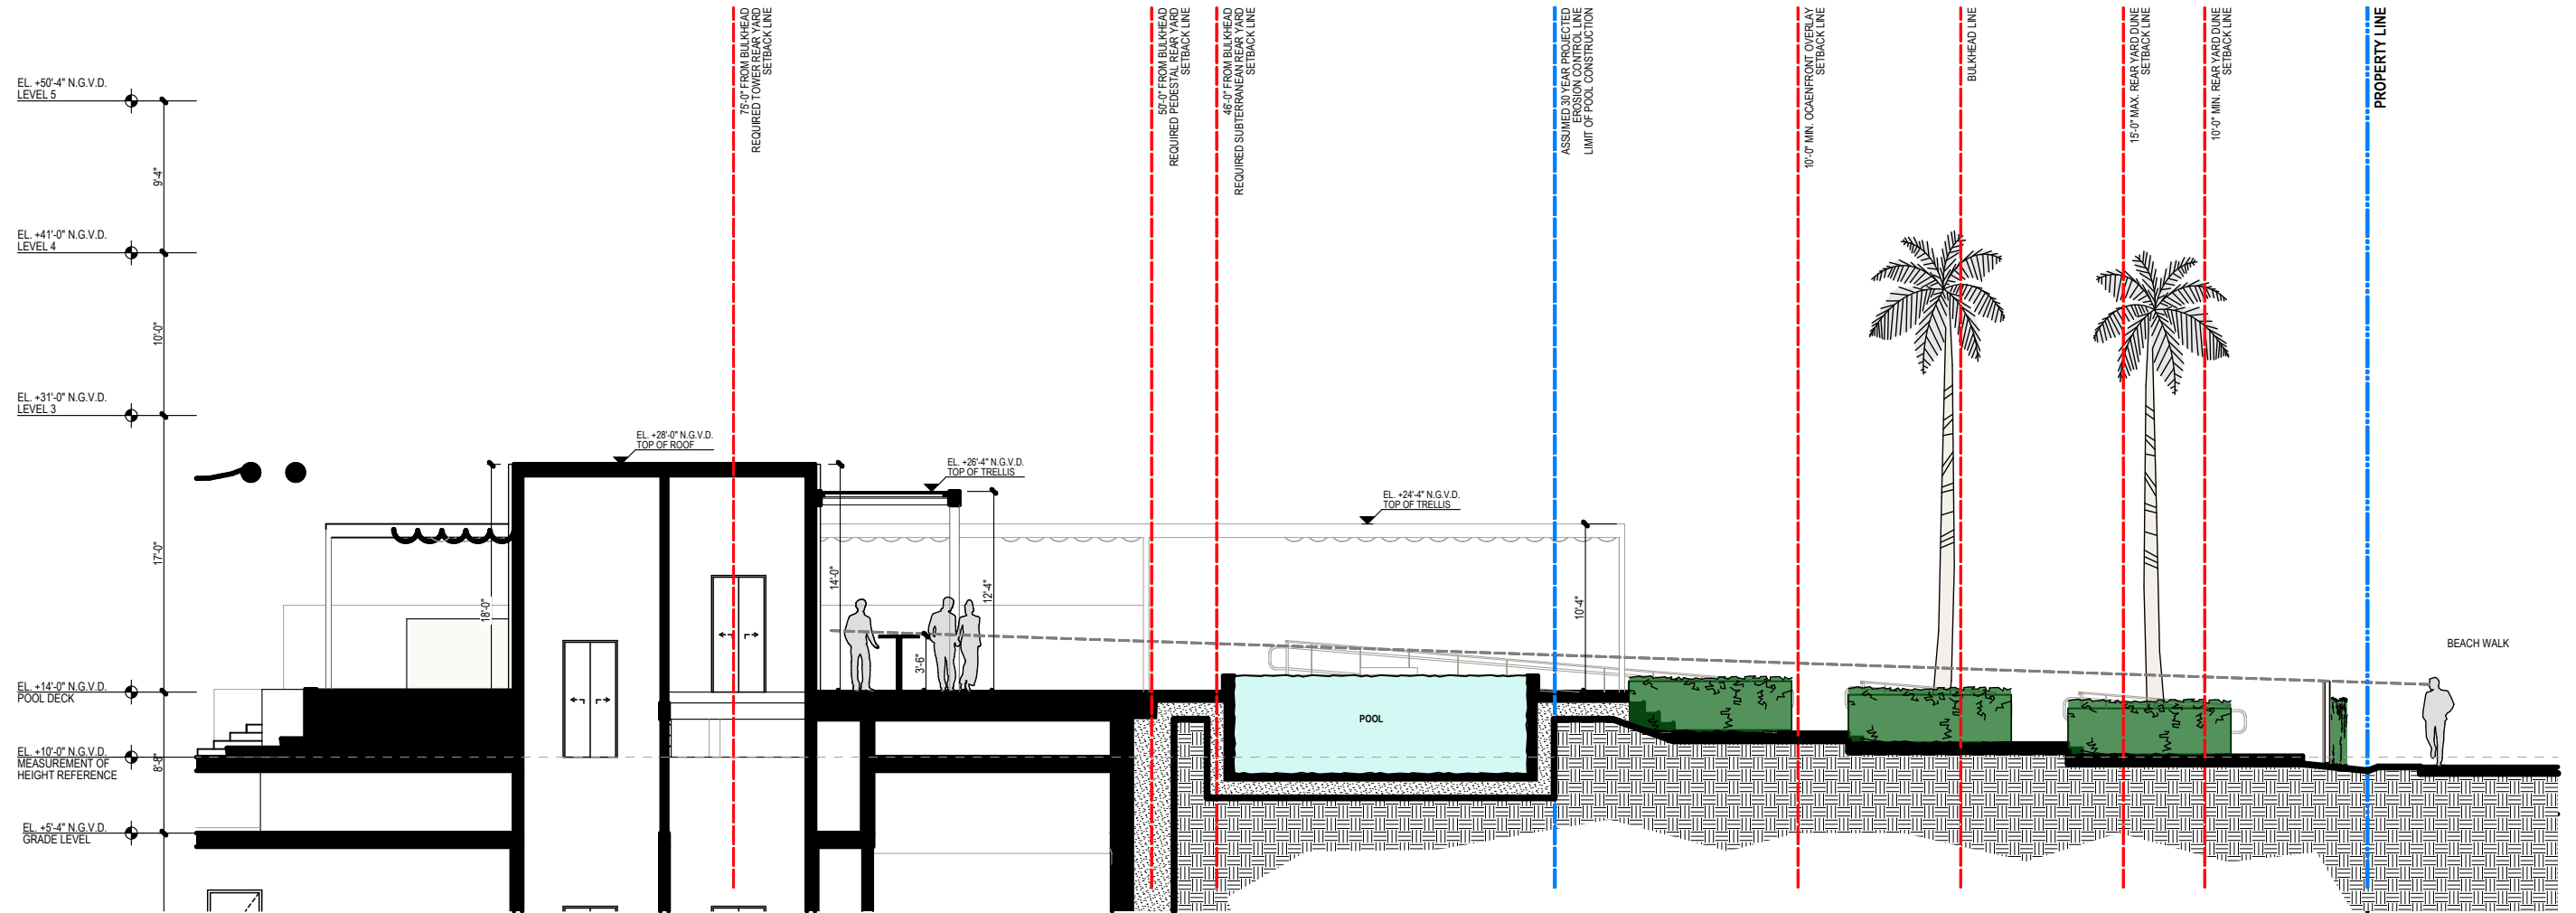 75'-0" FROM BULKHEAD
REQUIRED TOWER REAR YARD
SETBACK LINE
50'-0" FROM BULKHEAD
REQUIRED PEDESTAL REAR YARD
SETBACK LINE
46'-0" FROM BULKHEAD
REQUIRED SUBTERRANEAN REAR YARD
SETBACK LINE
ASSUMED 30 YEAR PROJECTED
EROSION CONTROL LINE
LIMIT OF POOL CONSTRUCTION
10'-0" MIN. OCAENFRONT OVERLAY
SETBACK LINE
BULKHEAD LINE
15'-0" MAX. REAR YARD DUNE
SETBACK LINE
10'-0" MIN. REAR YARD DUNE
SETBACK LINE
PROPERTY LINE
EL. +50'-4" N.G.V.D.
LEVEL 5
9'-4"
EL. +41'-0" N.G.V.D.
LEVEL 4
10'-0"
EL. +31'-0" N.G.V.D.
LEVEL 3
17'-0"
EL. +28'-0" N.G.V.D.
TOP OF ROOF
EL. +26'-4" N.G.V.D.
TOP OF TRELLIS
EL. +24'-4" N.G.V.D.
TOP OF TRELLIS
18'-0"
14'-0"
12'-4"
3'-6"
10'-4"
BEACH WALK
EL. +14'-0" N.G.V.D.
POOL DECK
POOL
EL. +10'-0" N.G.V.D.
MEASUREMENT OF
HEIGHT REFERENCE
8'-8"
EL. +5'-4" N.G.V.D.
GRADE LEVEL